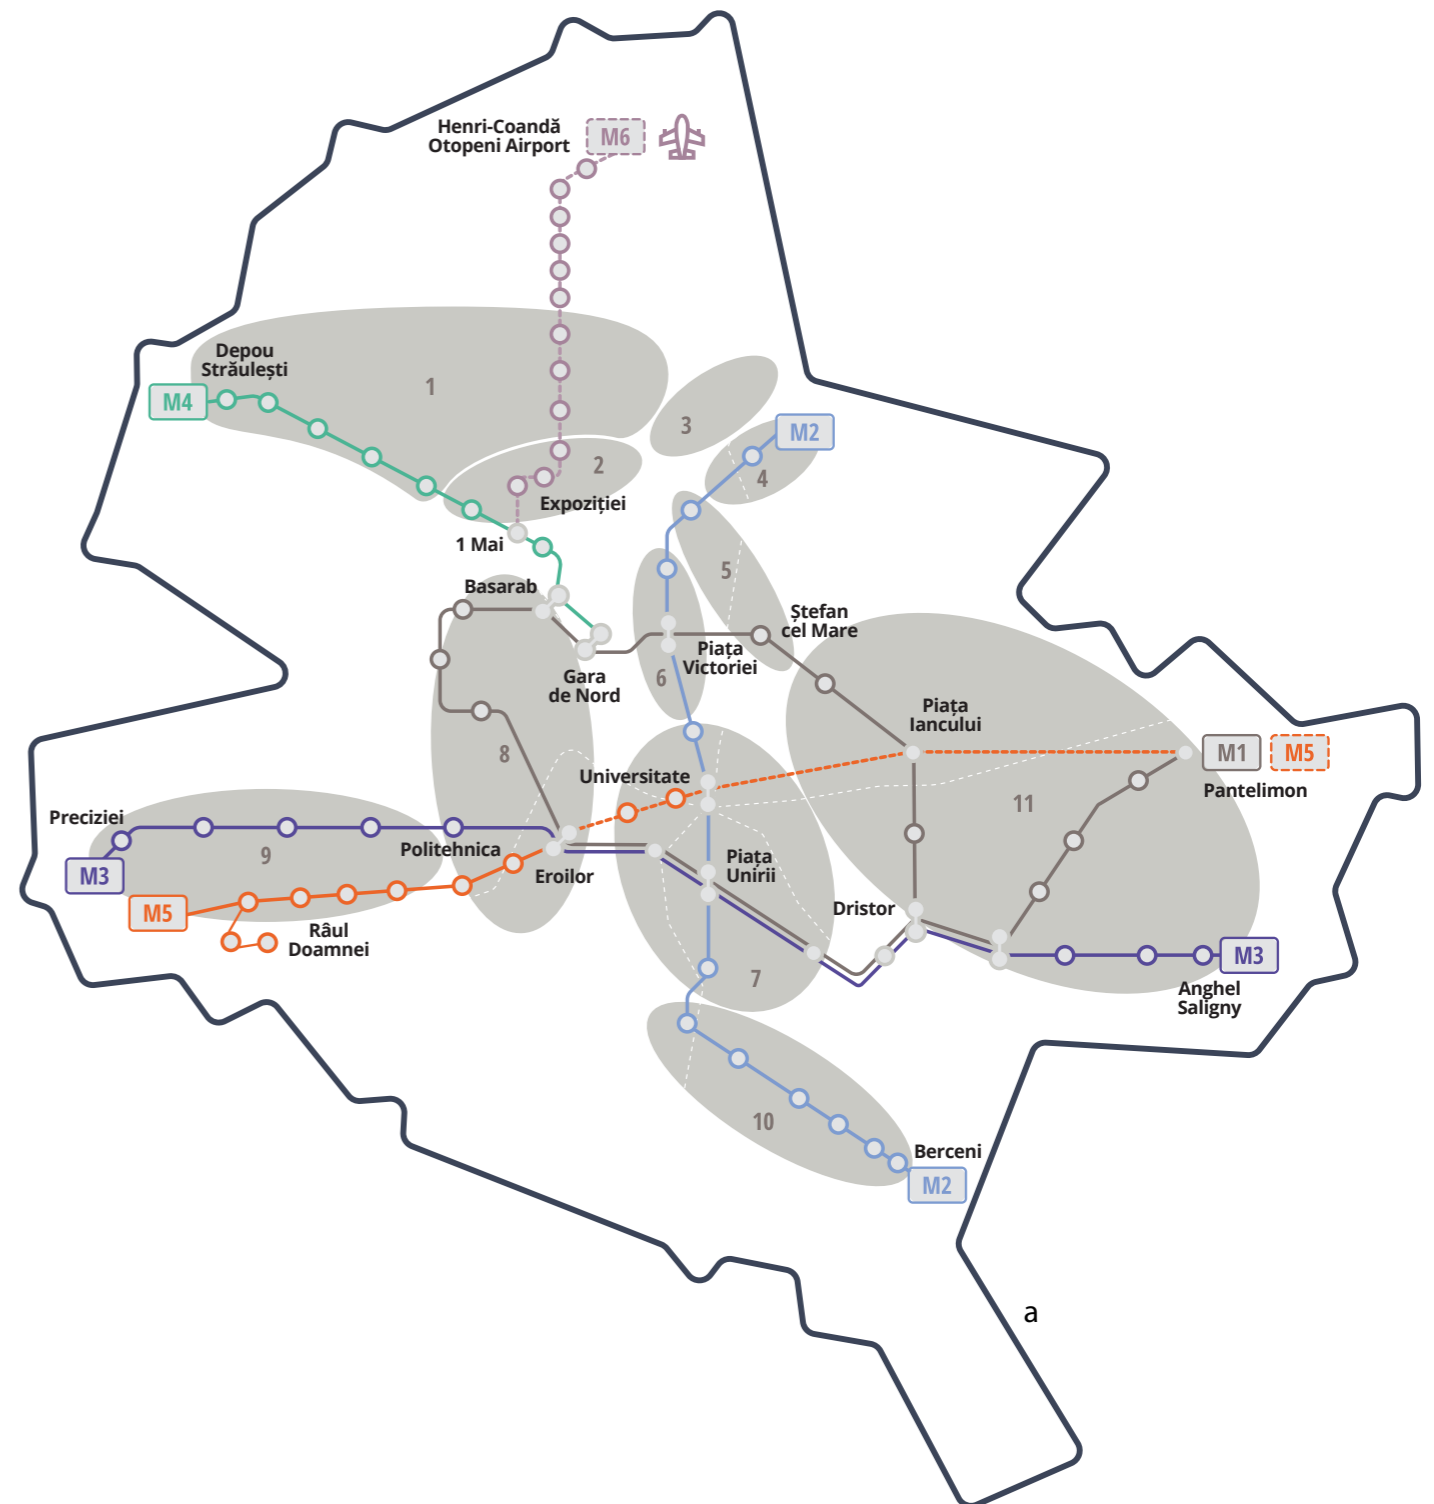 Henri-Coandă
Otopeni Airport
M6
Depou
Străulești
M4
1
2
3
M2
4
Expoziției
1 Mai
5
Basarab
Ștefan
cel Mare
Piața
Victoriei
6
Gara
de Nord
Piața
Iancului
8
Universitate
M1
M5
Pantelimon
11
Preciziei
9
Politehnica
M3
Eroilor
Piața
Unirii
M5
Râul
Doamnei
Dristor
7
M3
Anghel
Saligny
10
Berceni
M2
a